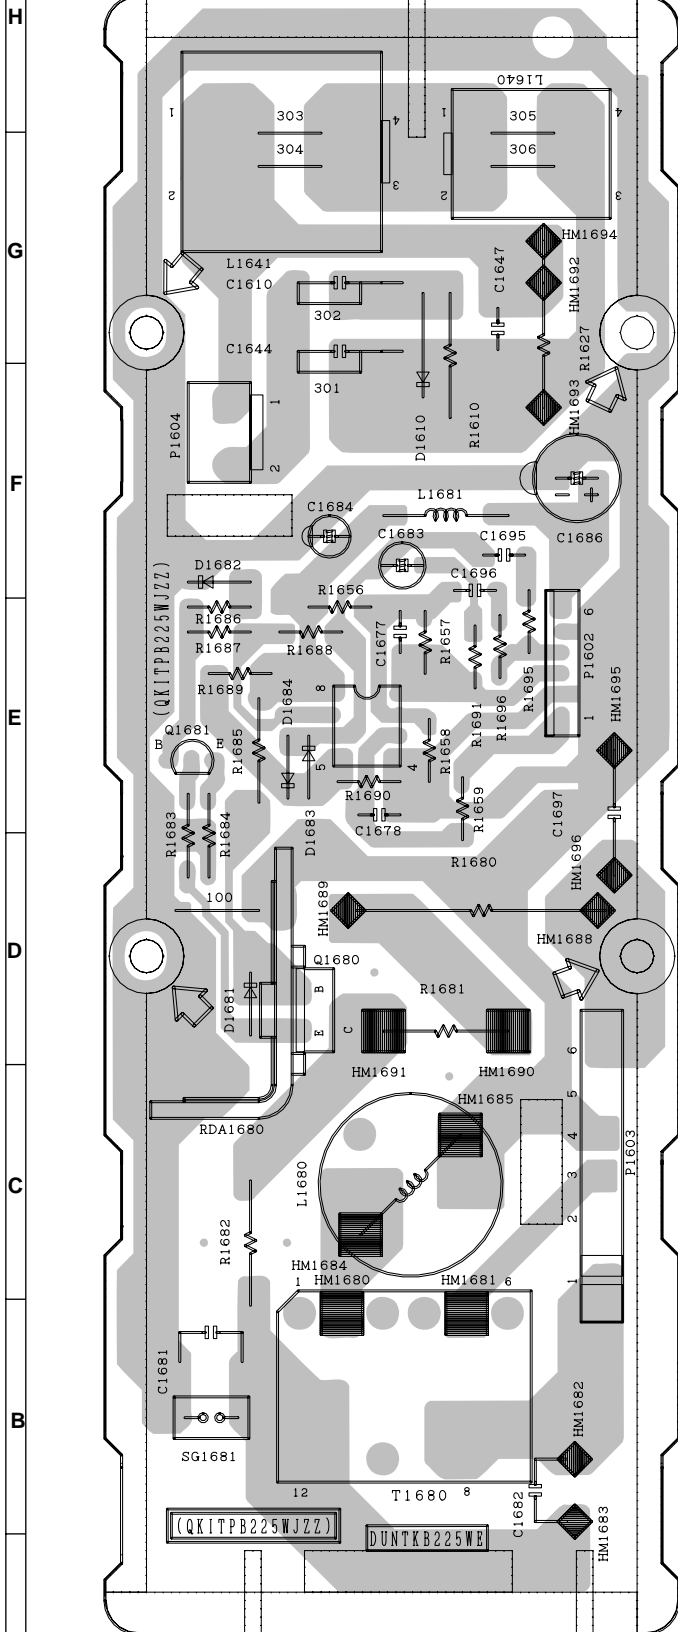 H
L1640
1
303
4
1
305
4
304
306
2
3
2
3
G
HM1694
L1641
C1610
C1647
HM1692
302
R1627
C1644
301
HM1693
P1604
1
D1610
R1610
F
2
L1681
C1684
C1683
C1695
C1686
D1682
C1696
(QKITPB225WJZZ)
R1656
R1686
6
R1687
R1688
C1677
R1657
P1602
R1689
D1684
8
R1691
R1696
R1695
HM1695
E
Q1681
B
E
R1685
5
4
R1658
1
R1690
R1683
R1684
D1683
C1678
R1659
C1697
R1680
HM1696
100
HM1689
HM1688
D
Q1680
D1681
B
R1681
E
C
6
HM1691
HM1690
5
HM1685
RDA1680
4
P1603
C
L1680
3
2
R1682
HM1684
1
HM1680
HM1681
6
1
C1681
HM1682
B
SG1681
12
T1680
8
C1682
(QKITPB225WJZZ)
DUNTKB225WE
HM1683